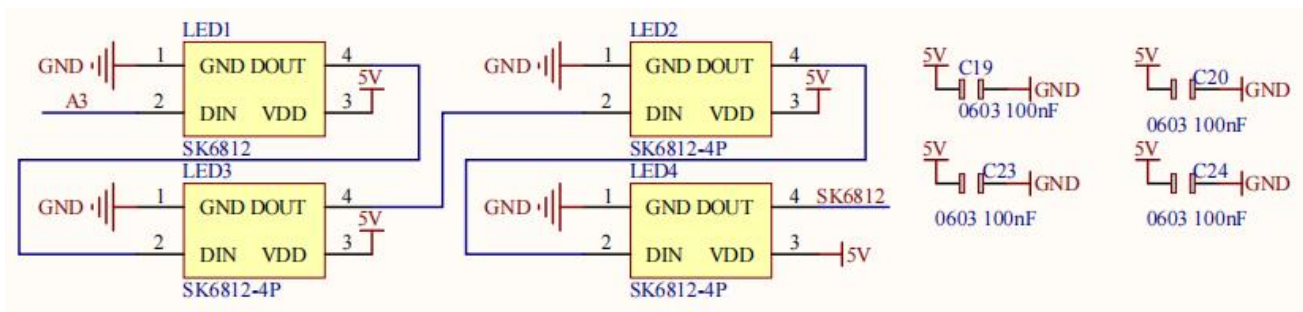 LED1
GND 1 GND DOUT 4
5V
A3 2 DIN VDD 3
SK6812
LED3
GND 1 GND DOUT 4
5V
2 DIN VDD 3
SK6812-4P
LED2
GND 1 GND DOUT 4
5V
2 DIN VDD 3
SK6812-4P
LED4
GND 1 GND DOUT 4 SK6812
2 DIN VDD 3 5V
SK6812-4P
5V
C19
GND
0603 100nF
5V
C20
GND
0603 100nF
5V
C23
GND
0603 100nF
5V
C24
GND
0603 100nF